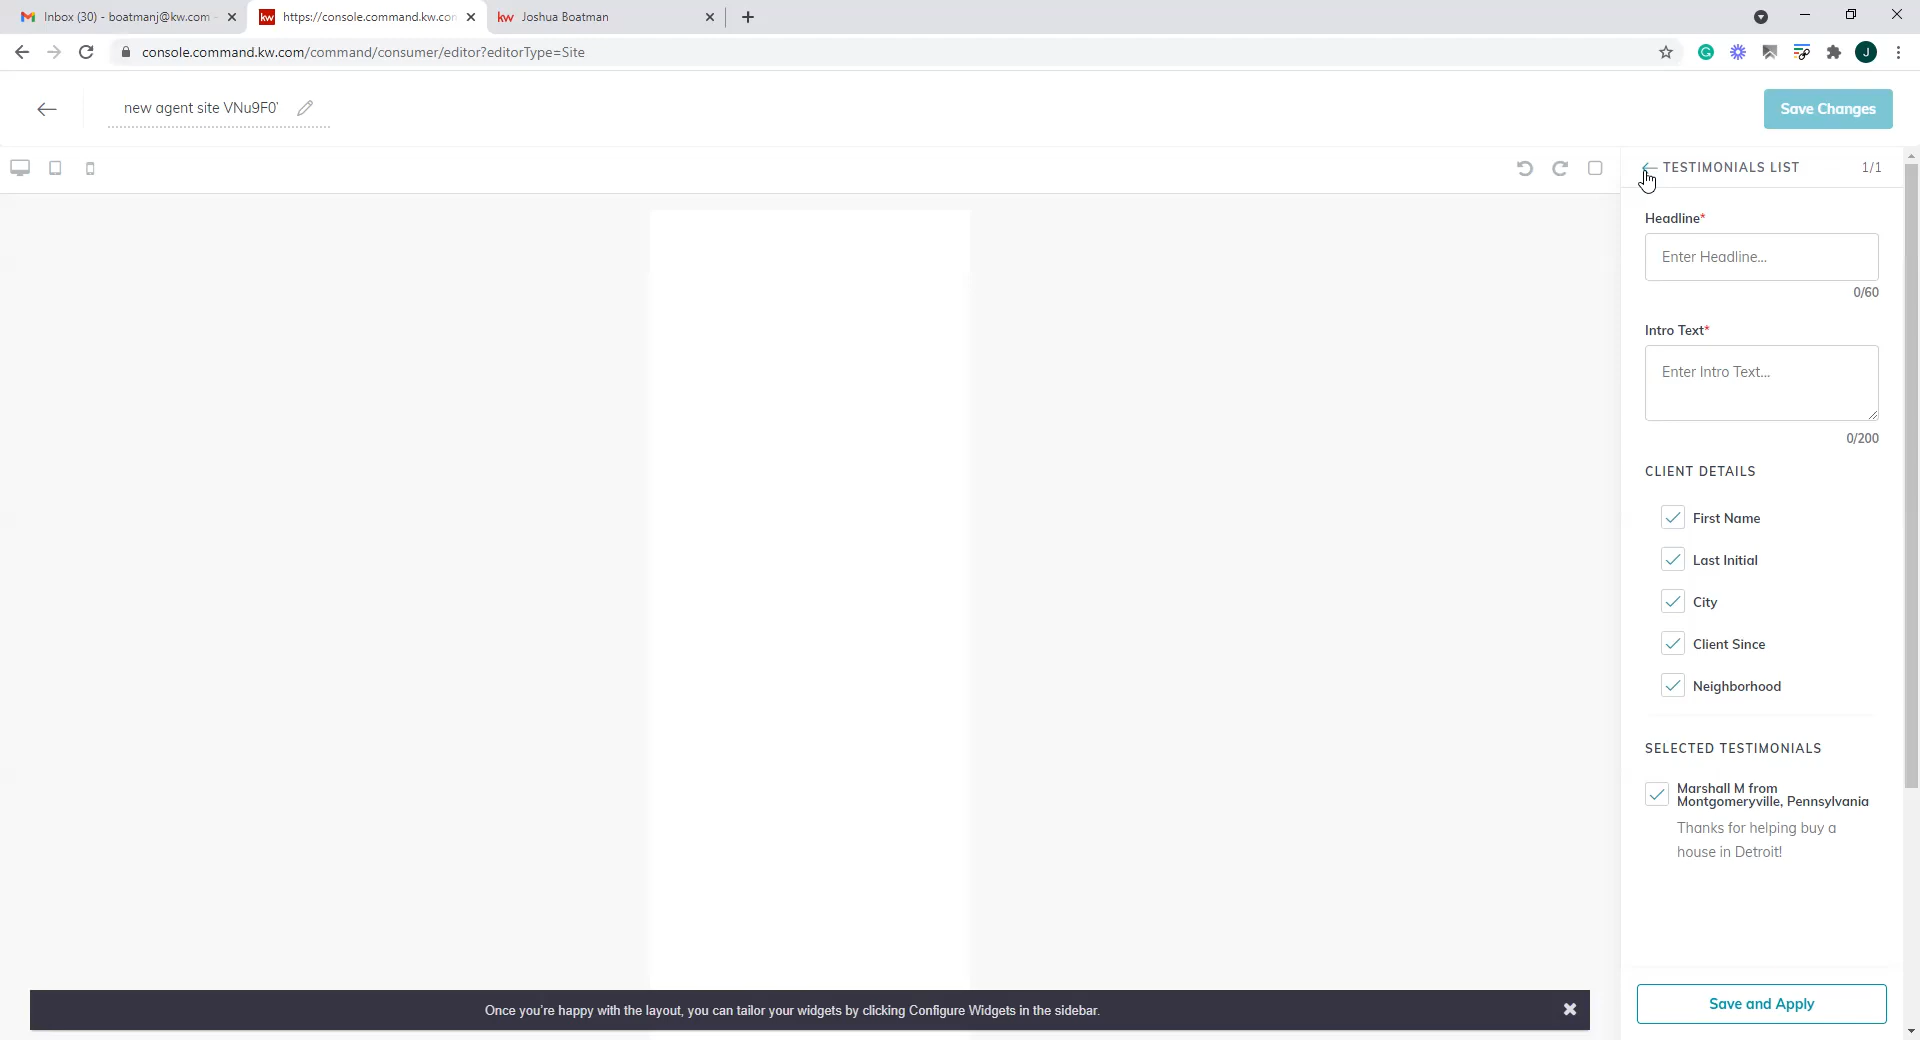 Inbox (30) - boatmanj@kw.com -
kw https://console.command.kw.con
kw Joshua Boatman
console.command.kw.com/command/consumer/editor?editorType=Site
J
new agent site VNu9F0'
Save Changes
TESTIMONIALS LIST 1/1
Headline*
Enter Headline...
0/60
Intro Text*
Enter Intro Text...
0/200
CLIENT DETAILS
First Name
Last Initial
City
Client Since
Neighborhood
SELECTED TESTIMONIALS
Marshall M from
Montgomeryville, Pennsylvania
Thanks for helping buy a
house in Detroit!
Once you're happy with the layout, you can tailor your widgets by clicking Configure Widgets in the sidebar.
Save and Apply